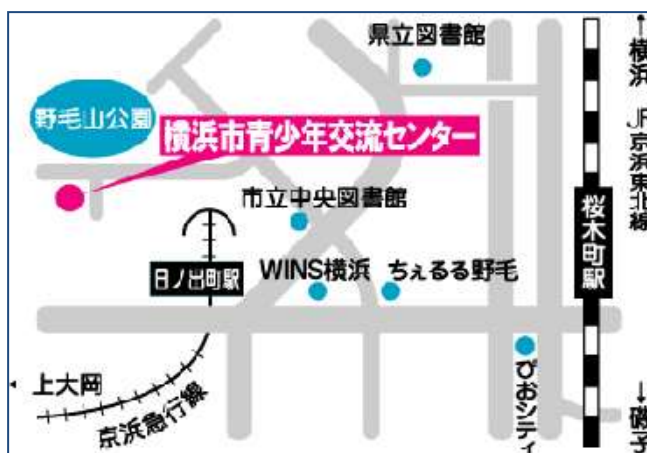 県立図書館
野毛山公園
横浜市青少年交流センター
市立中央図書館
日ノ出町駅
WINS横浜
ちぇるる野毛
上大岡
京浜急行線
ぴおシティ
桜木町駅
↑横浜
JR京浜東北線
↓磯子